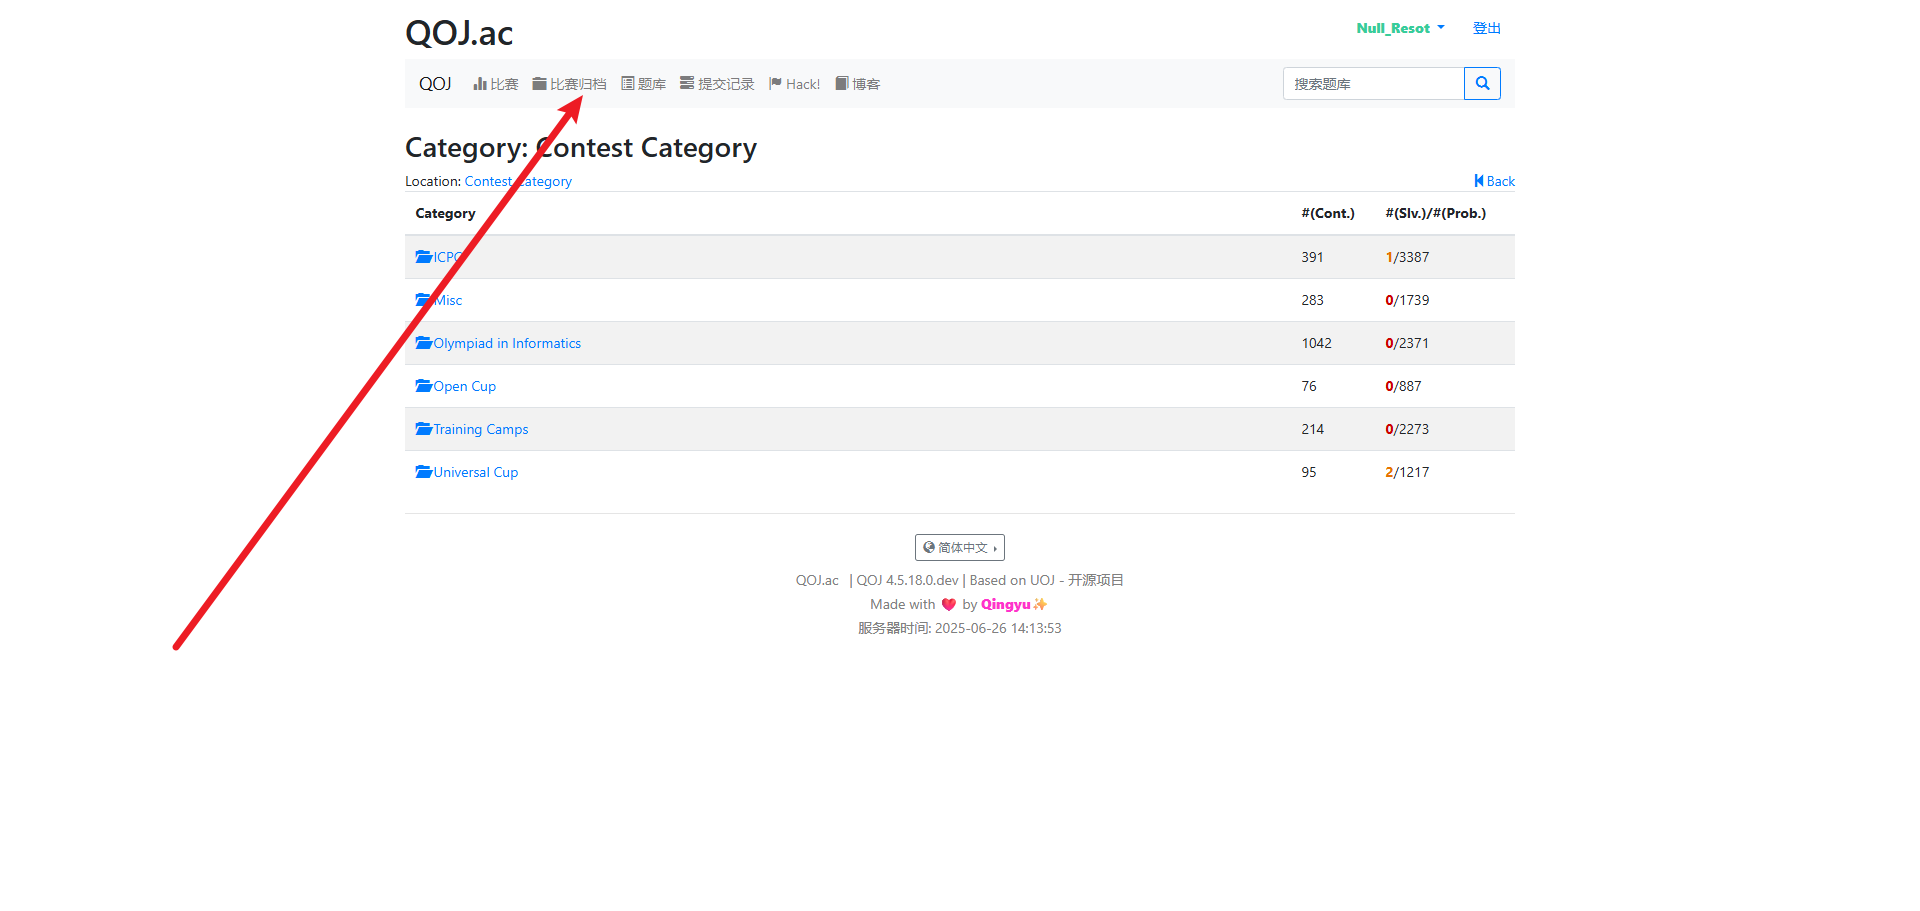 QOJ.ac
Null_Resot 登出
QOJ 比赛 比赛归档 题库 提交记录 Hack! 博客 搜索题库
Category: Contest Category
Location: Contest Category Back
Category #(Cont.) #(Slv.)/#(Prob.)
ICPC 391 1/3387
Misc 283 0/1739
Olympiad in Informatics 1042 0/2371
Open Cup 76 0/887
Training Camps 214 0/2273
Universal Cup 95 2/1217
简体中文
QOJ.ac | QOJ 4.5.18.0.dev | Based on UOJ - 开源项目
Made with ❤️ by Qingyu✨
服务器时间: 2025-06-26 14:13:53